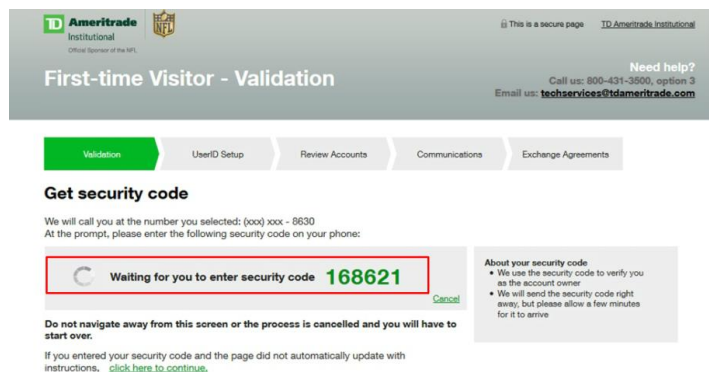 TD Ameritrade
Institutional
Official Sponsor of the NFL
NFL
This is a secure page
TD Ameritrade Institutional
First-time Visitor - Validation
Need help?
Call us: 800-431-3500, option 3
Email us: techservices@tdameritrade.com
Validation
UserID Setup
Review Accounts
Communications
Exchange Agreements
Get security code
We will call you at the number you selected: (xxx) xxx - 8630
At the prompt, please enter the following security code on your phone:
Waiting for you to enter security code 168621
Cancel
Do not navigate away from this screen or the process is cancelled and you will have to
start over.
If you entered your security code and the page did not automatically update with
instructions, click here to continue.
About your security code
• We use the security code to verify you
as the account owner
• We will send the security code right
away, but please allow a few minutes
for it to arrive